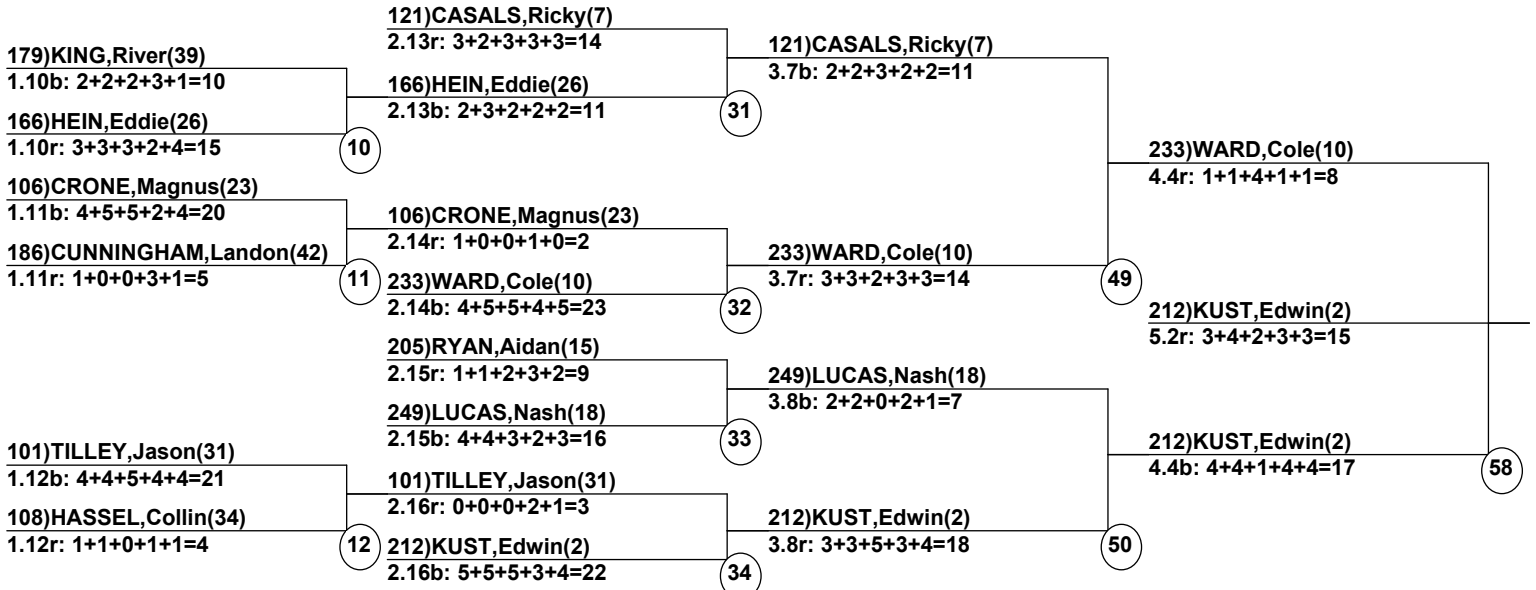 179)KING,River(39)
1.10b: 2+2+2+3+1=10
166)HEIN,Eddie(26)
1.10r: 3+3+3+2+4=15
10
106)CRONE,Magnus(23)
1.11b: 4+5+5+2+4=20
186)CUNNINGHAM,Landon(42)
1.11r: 1+0+0+3+1=5
11
101)TILLEY,Jason(31)
1.12b: 4+4+5+4+4=21
108)HASSEL,Collin(34)
1.12r: 1+1+0+1+1=4
12
121)CASALS,Ricky(7)
2.13r: 3+2+3+3+3=14
166)HEIN,Eddie(26)
2.13b: 2+3+2+2+2=11
31
106)CRONE,Magnus(23)
2.14r: 1+0+0+1+0=2
233)WARD,Cole(10)
2.14b: 4+5+5+4+5=23
32
205)RYAN,Aidan(15)
2.15r: 1+1+2+3+2=9
249)LUCAS,Nash(18)
2.15b: 4+4+3+2+3=16
33
101)TILLEY,Jason(31)
2.16r: 0+0+0+2+1=3
212)KUST,Edwin(2)
2.16b: 5+5+5+3+4=22
34
121)CASALS,Ricky(7)
3.7b: 2+2+3+2+2=11
233)WARD,Cole(10)
3.7r: 3+3+2+3+3=14
49
249)LUCAS,Nash(18)
3.8b: 2+2+0+2+1=7
212)KUST,Edwin(2)
3.8r: 3+3+5+3+4=18
50
233)WARD,Cole(10)
4.4r: 1+1+4+1+1=8
212)KUST,Edwin(2)
5.2r: 3+4+2+3+3=15
212)KUST,Edwin(2)
4.4b: 4+4+1+4+4=17
58